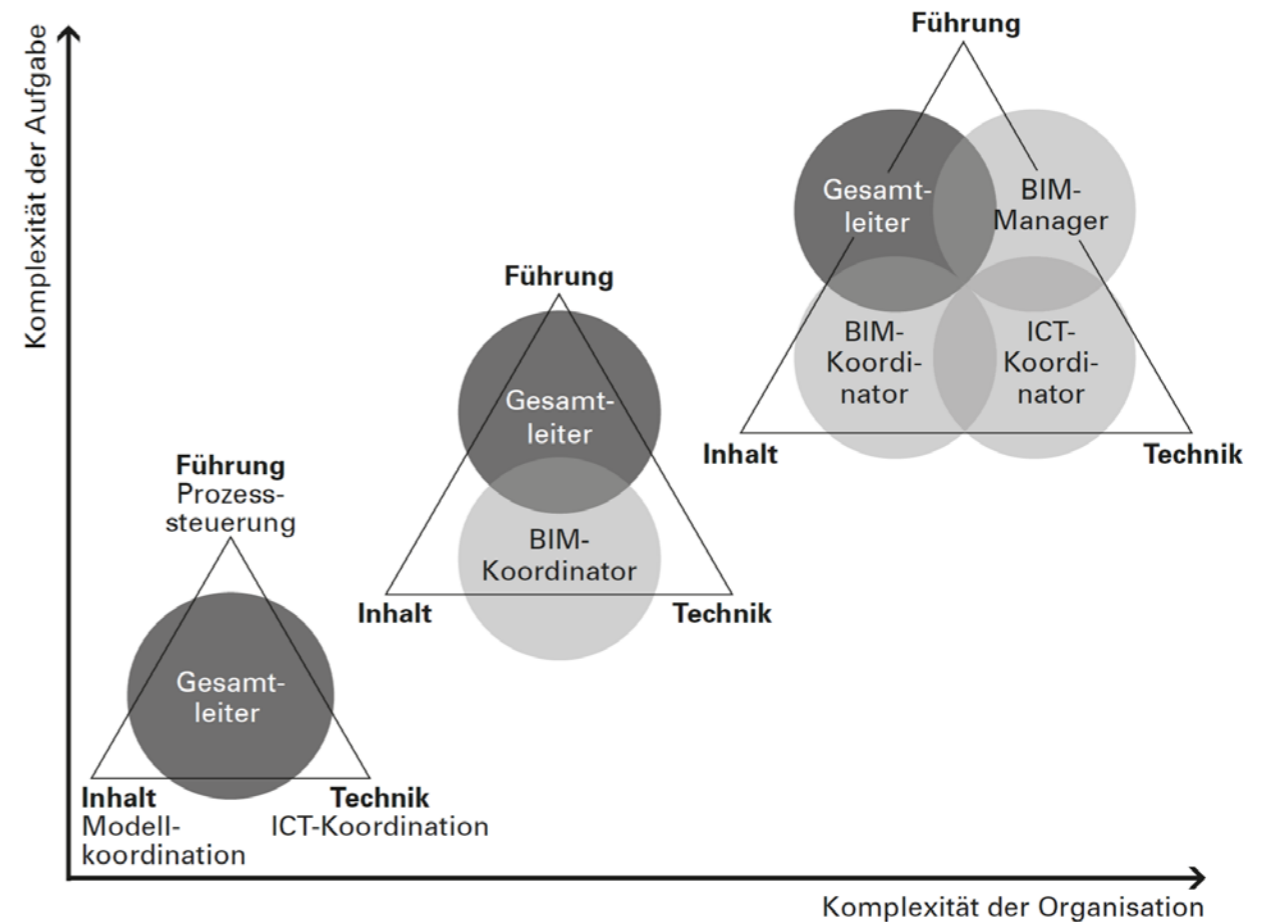 Komplexität der Aufgabe
Führung
Prozess-
steuerung
Gesamt-
leiter
Inhalt
Modell-
koordination
Technik
ICT-Koordination
Führung
Gesamt-
leiter
BIM-
Koordinator
Inhalt
Technik
Führung
Gesamt-
leiter
BIM-
Manager
BIM-
Koordi-
nator
ICT-
Koordi-
nator
Inhalt
Technik
Komplexität der Organisation